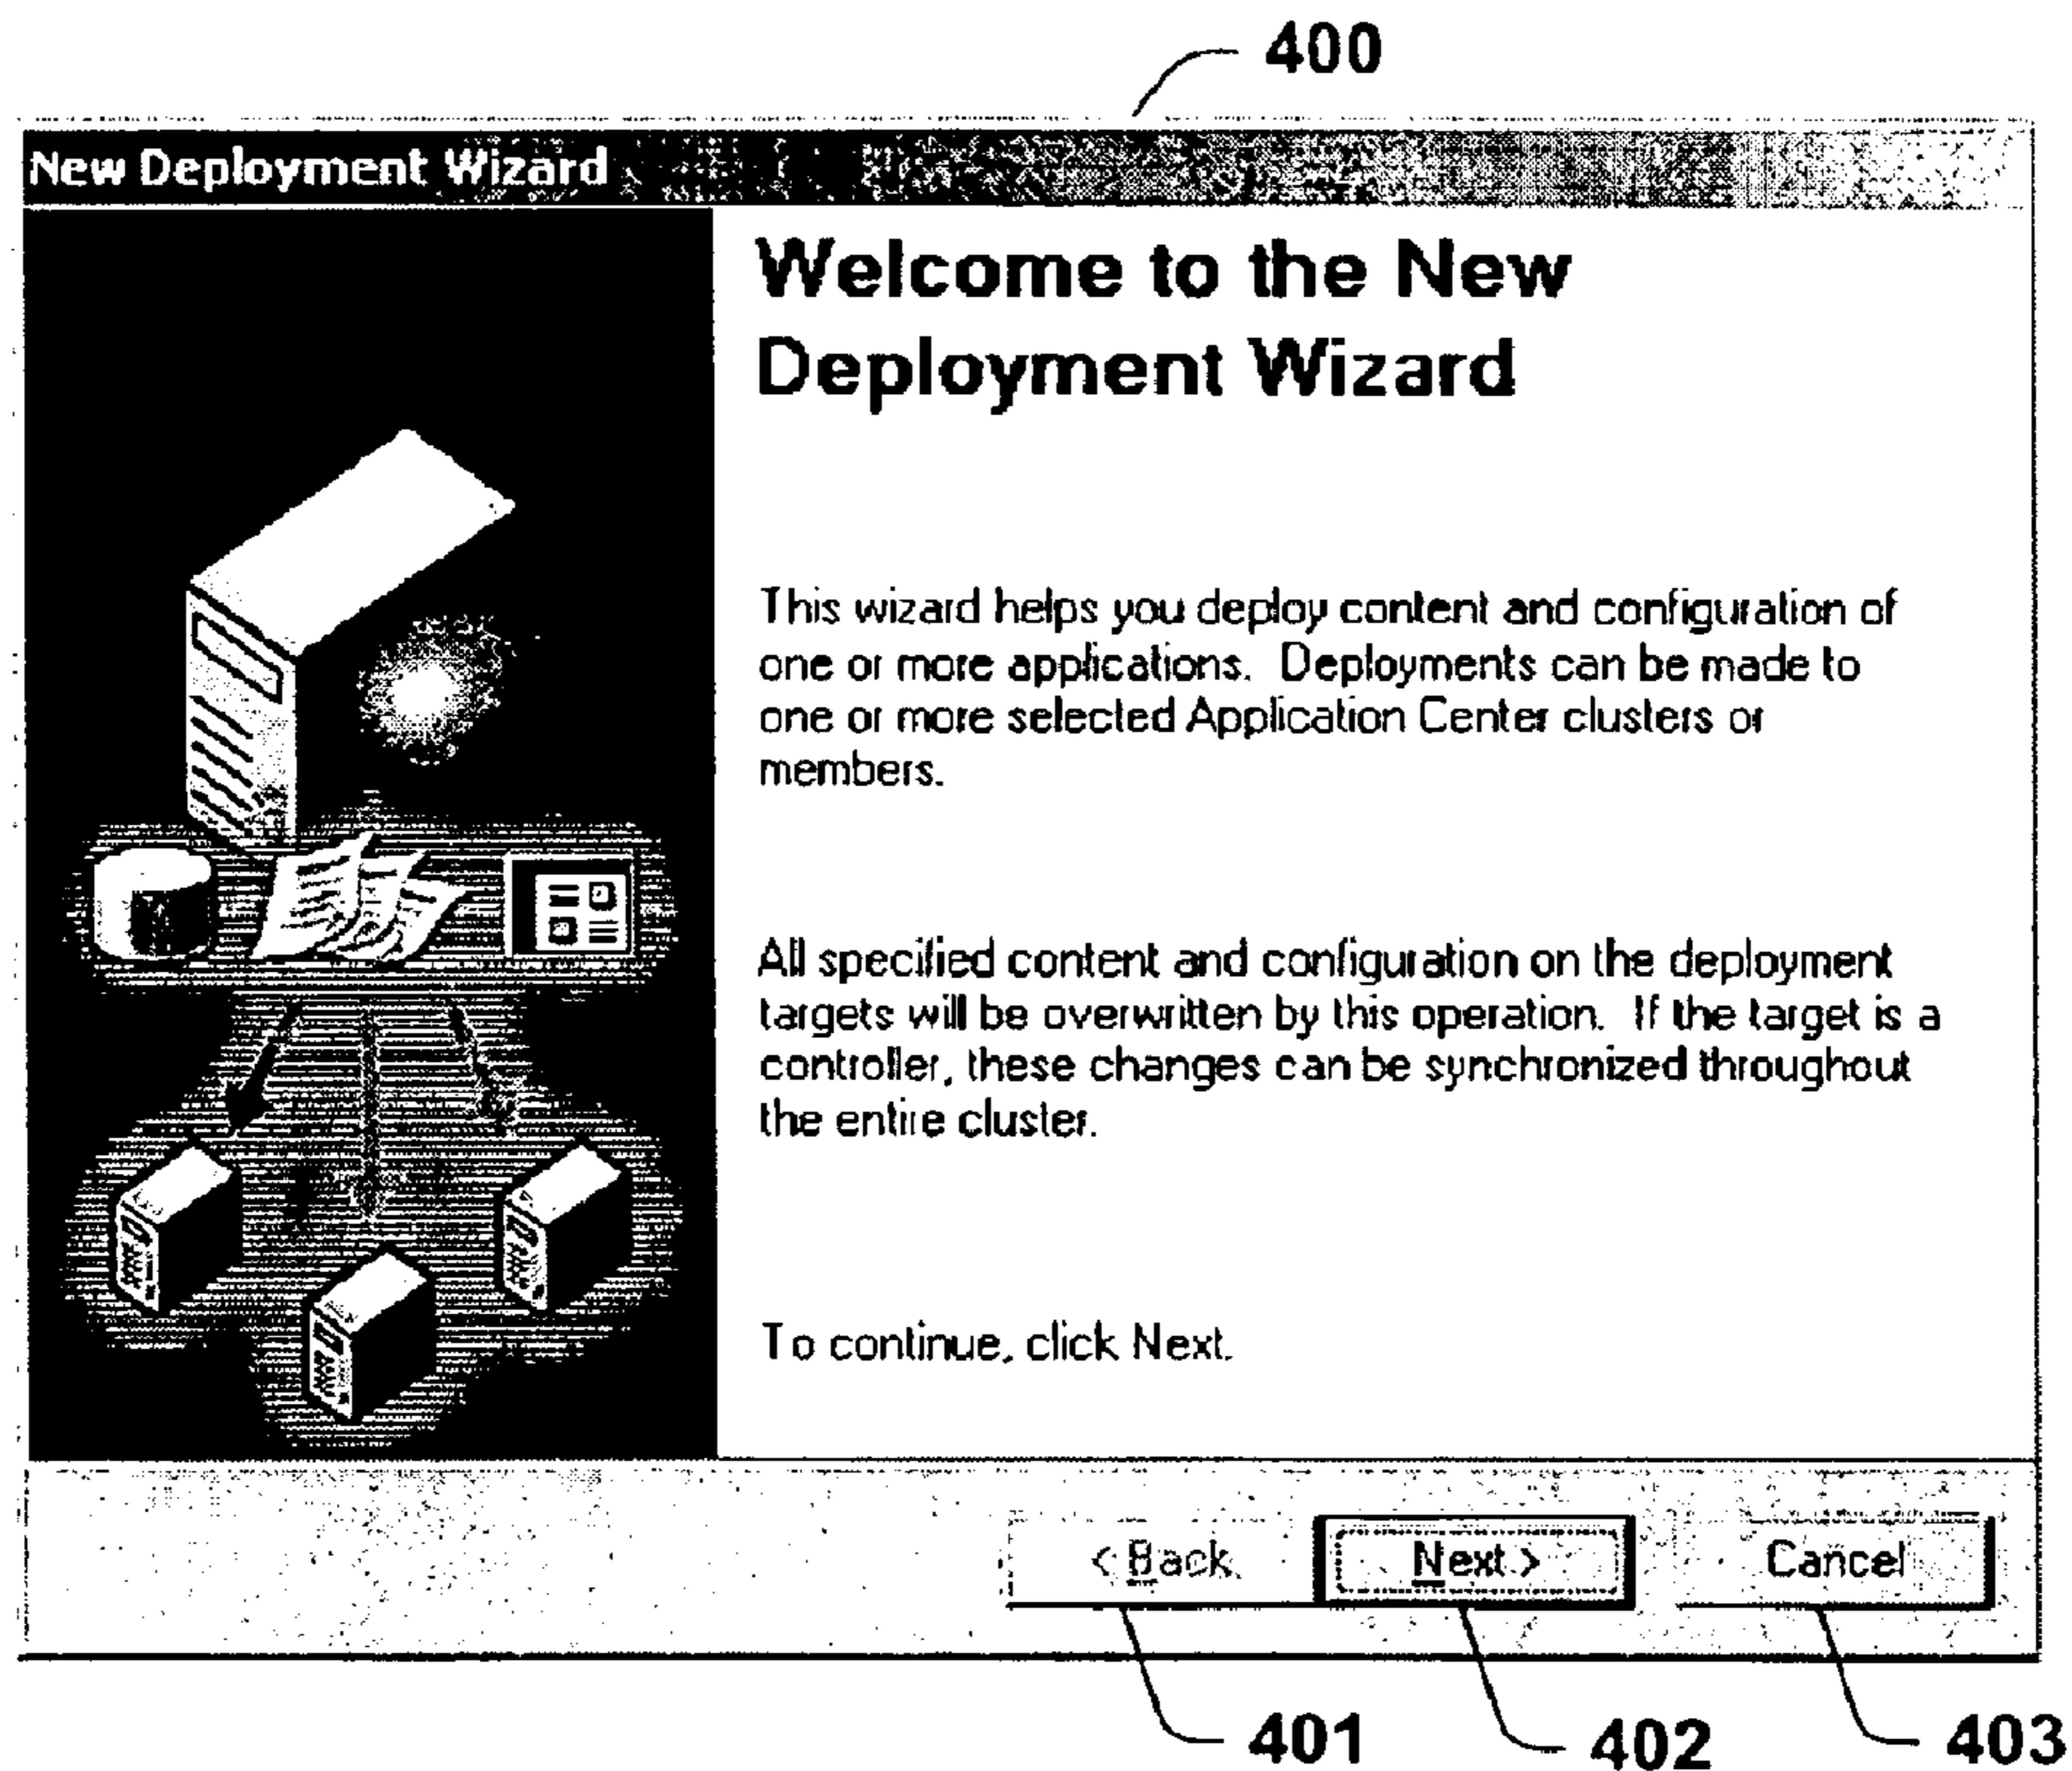 400
New Deployment Wizard
Welcome to the New
Deployment Wizard
This wizard helps you deploy content and configuration of
one or more applications. Deployments can be made to
one or more selected Application Center clusters or
members.
All specified content and configuration on the deployment
targets will be overwritten by this operation. If the target is a
controller, these changes can be synchronized throughout
the entire cluster.
To continue, click Next.
< Back Next > Cancel
401 402 403